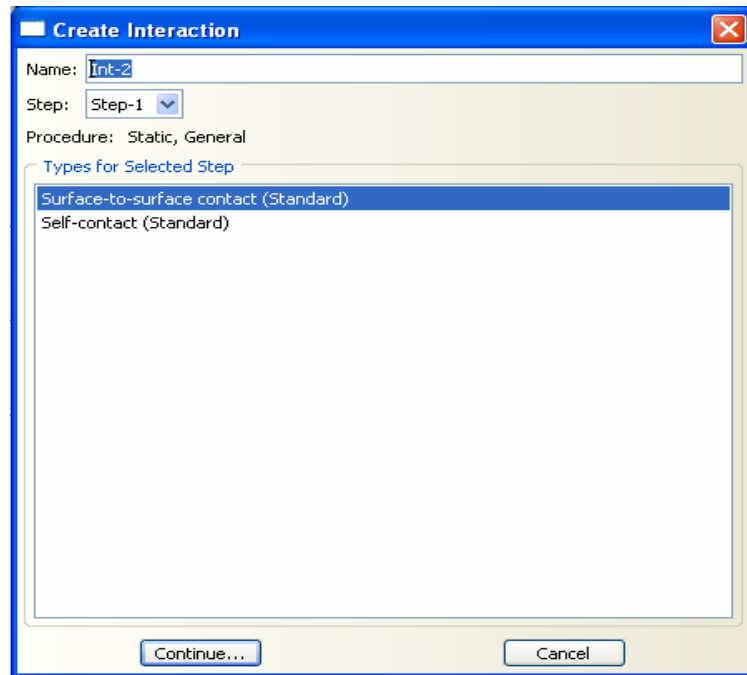 Create Interaction
Name: Int-2
Step: Step-1
Procedure: Static, General
Types for Selected Step
Surface-to-surface contact (Standard)
Self-contact (Standard)
Continue... Cancel